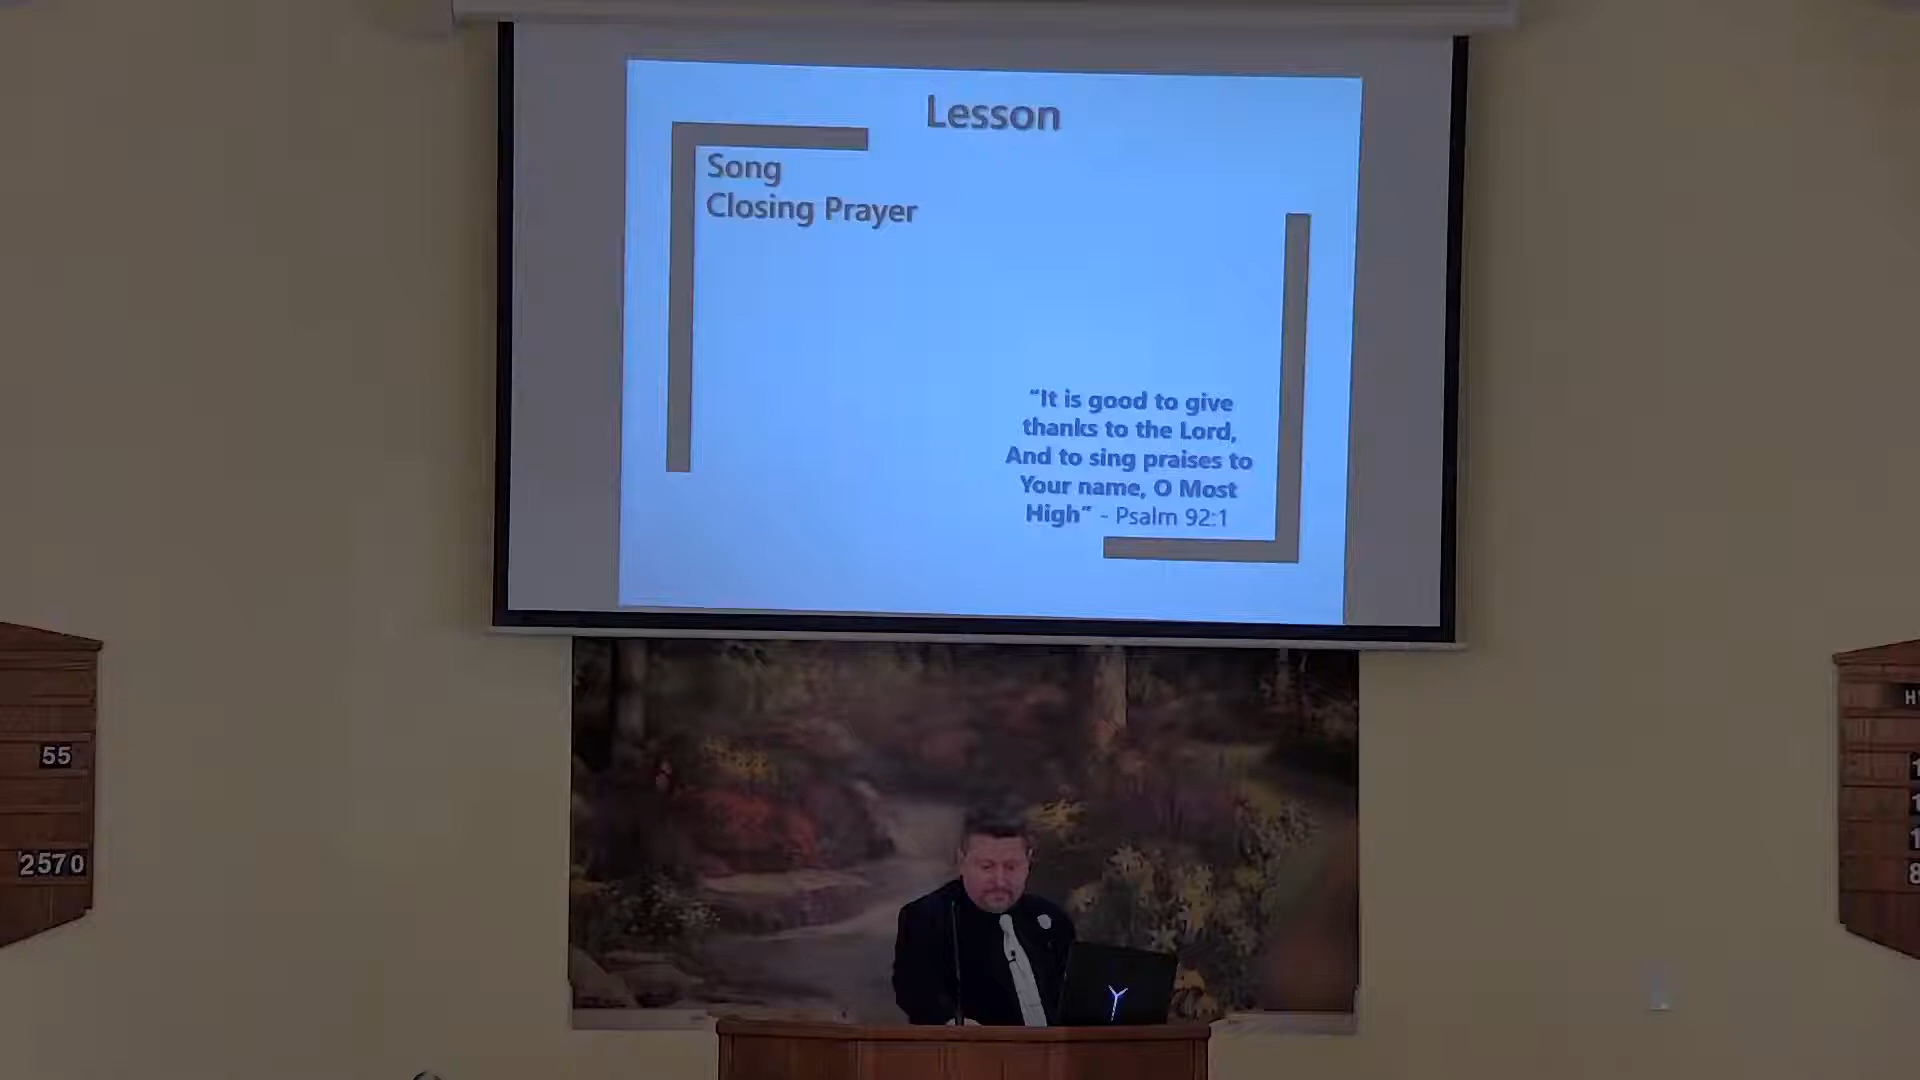 Lesson
Song
Closing Prayer
“It is good to give
thanks to the Lord,
And to sing praises to
Your name, O Most
High” - Psalm 92:1
55
2570